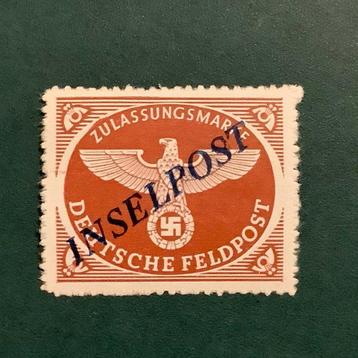 ZULASSUNGSMARKE
INSELPOST
DEUTSCHE FELDPOST